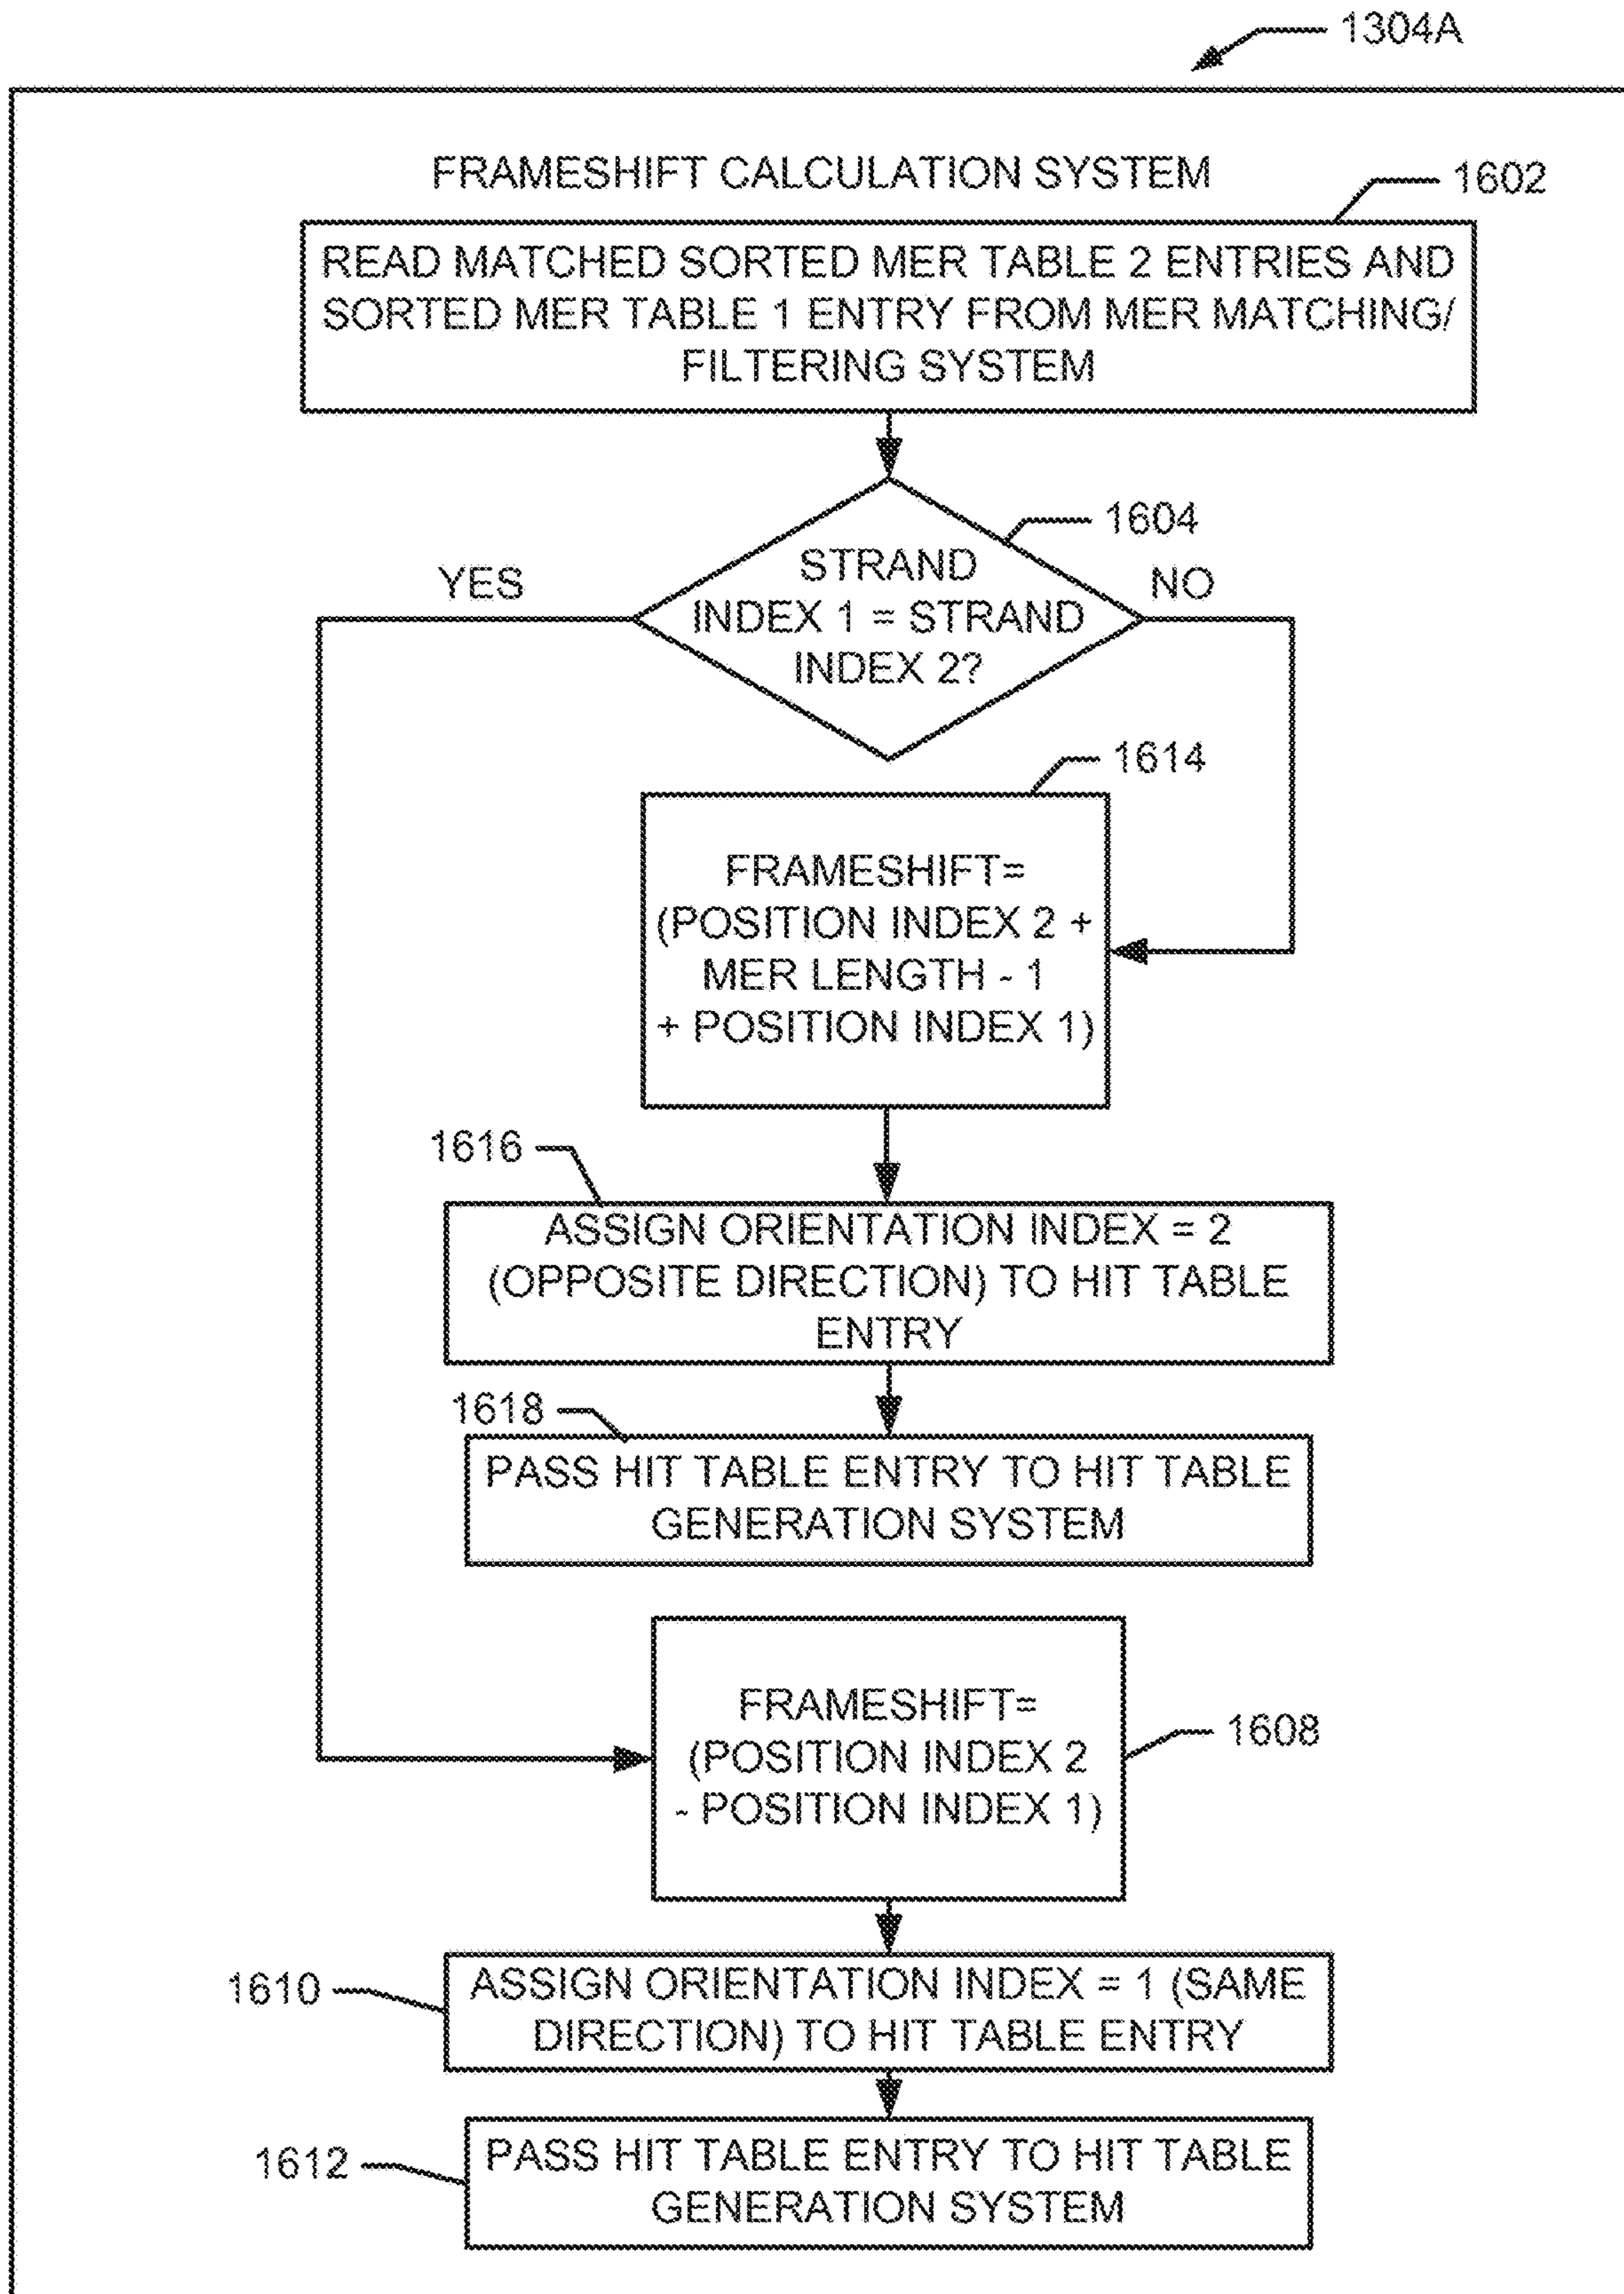 1304A
FRAMESHIFT CALCULATION SYSTEM
1602
READ MATCHED SORTED MER TABLE 2 ENTRIES AND
SORTED MER TABLE 1 ENTRY FROM MER MATCHING/
FILTERING SYSTEM
1604
YES
NO
STRAND
INDEX 1 = STRAND
INDEX 2?
1614
FRAMESHIFT=
(POSITION INDEX 2 +
MER LENGTH - 1
+ POSITION INDEX 1)
1616
ASSIGN ORIENTATION INDEX = 2
(OPPOSITE DIRECTION) TO HIT TABLE
ENTRY
1618
PASS HIT TABLE ENTRY TO HIT TABLE
GENERATION SYSTEM
FRAMESHIFT=
(POSITION INDEX 2
- POSITION INDEX 1)
1608
1610
ASSIGN ORIENTATION INDEX = 1 (SAME
DIRECTION) TO HIT TABLE ENTRY
1612
PASS HIT TABLE ENTRY TO HIT TABLE
GENERATION SYSTEM